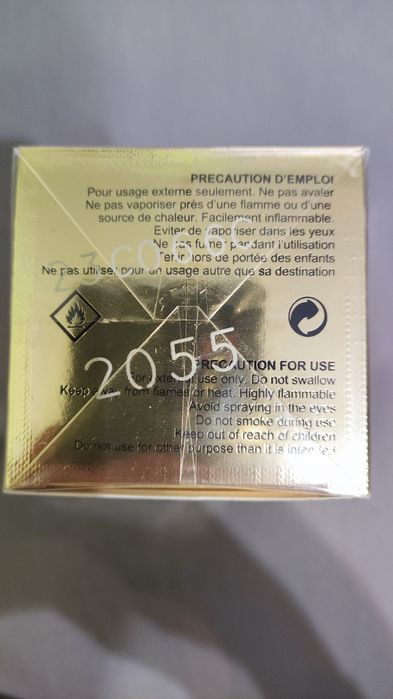 PRECAUTION D'EMPLOI
Pour usage externe seulement. Ne pas avaler
Ne pas vaporiser près d'une flamme ou d'une
source de chaleur. Facilement inflammable.
Eviter de vaporiser dans les yeux
Ne pas fumer pendant l'utilisation
Tenir hors de portée des enfants
Ne pas utiliser pour un usage autre que sa destination
2055
PRECAUTION FOR USE
For external use only. Do not swallow
Keep away from flames or heat. Highly flammable
Avoid spraying in the eyes
Do not smoke during use
Keep out of reach of children
Do not use for other purpose than it is intended